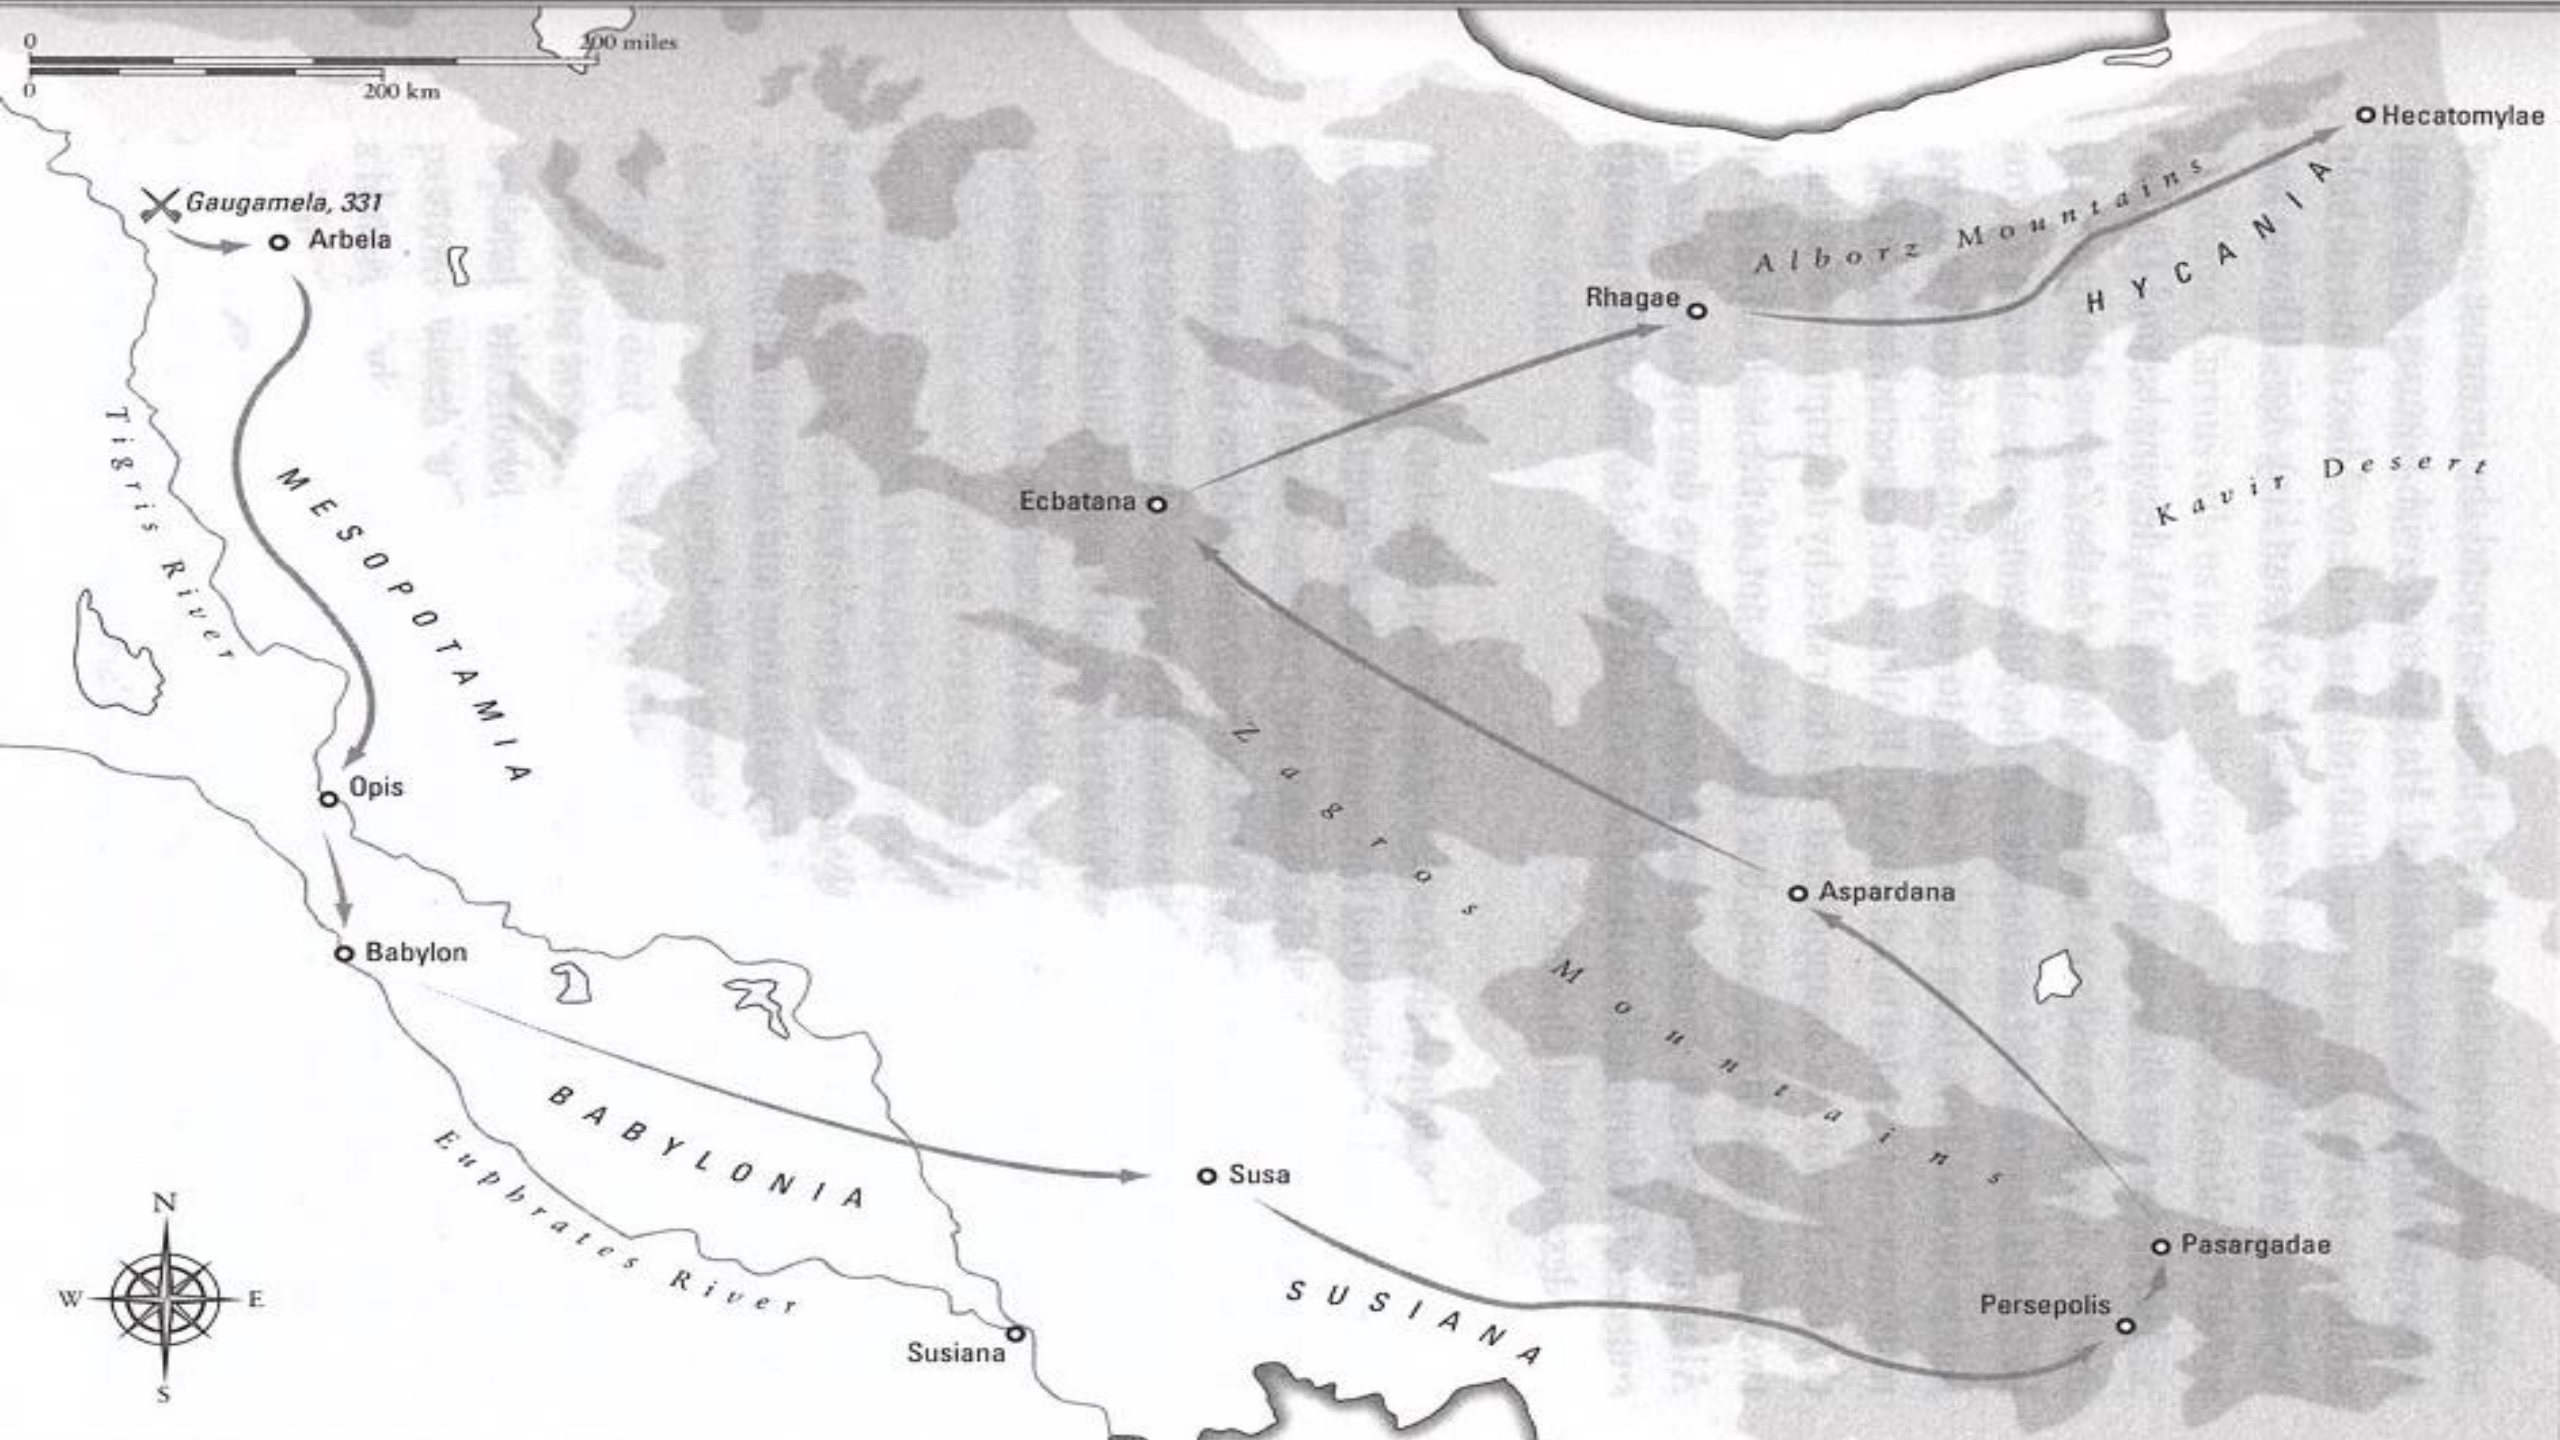 0 200 miles
0 200 km
Gaugamela, 331
Arbela
Hecatomylae
Alborz Mountains
HYCANIA
Rhagae
Tigris River
MESOPOTAMIA
Kavir Desert
Ecbatana
Zagros Mountains
Opis
Aspardana
Babylon
BABYLONIA
Euphrates River
Susa
SUSIANA
Pasargadae
Persepolis
Susiana
N
W E
S